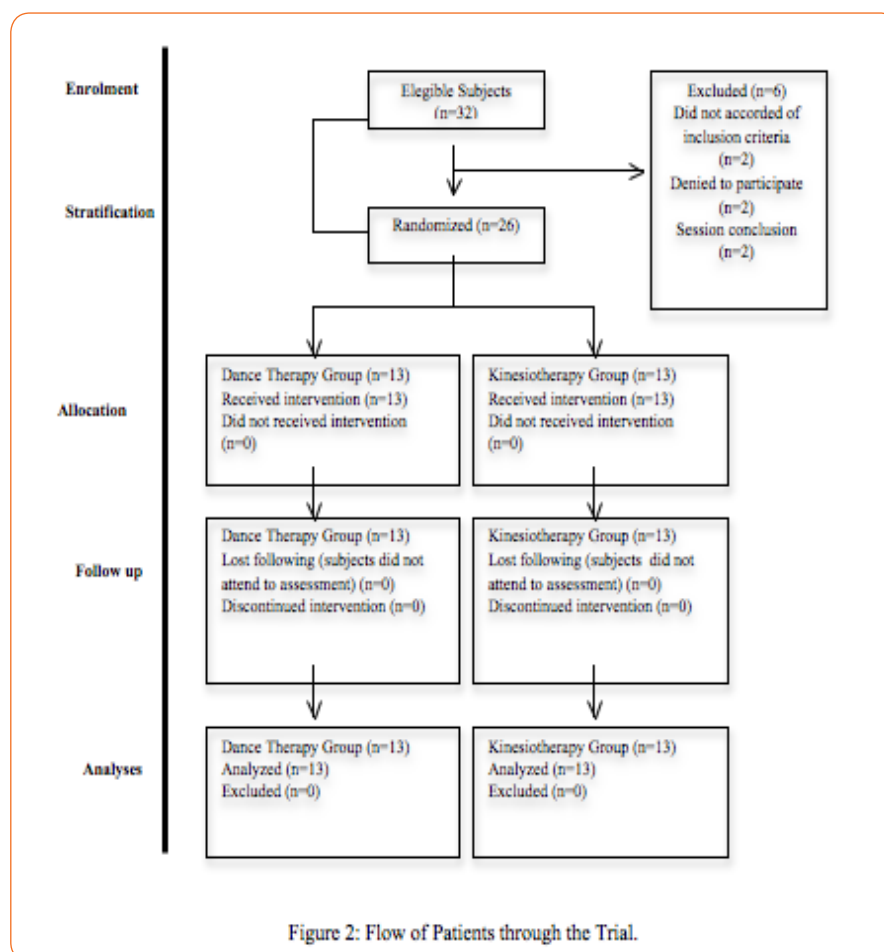 Enrolment
Elegible Subjects
(n=32)
Excluded (n=6)
Did not accorded of
inclusion criteria
(n=2)
Denied to participate
(n=2)
Session conclusion
(n=2)
Stratification
Randomized (n=26)
Allocation
Dance Therapy Group (n=13)
Received intervention (n=13)
Did not received intervention
(n=0)
Kinesiotherapy Group (n=13)
Received intervention (n=13)
Did not received intervention
(n=0)
Follow up
Dance Therapy Group (n=13)
Lost following (subjects did not
attend to assessment) (n=0)
Discontinued intervention (n=0)
Kinesiotherapy Group (n=13)
Lost following (subjects did not
attend to assessment) (n=0)
Discontinued intervention (n=0)
Analyses
Dance Therapy Group (n=13)
Analyzed (n=13)
Excluded (n=0)
Kinesiotherapy Group (n=13)
Analyzed (n=13)
Excluded (n=0)
Figure 2: Flow of Patients through the Trial.